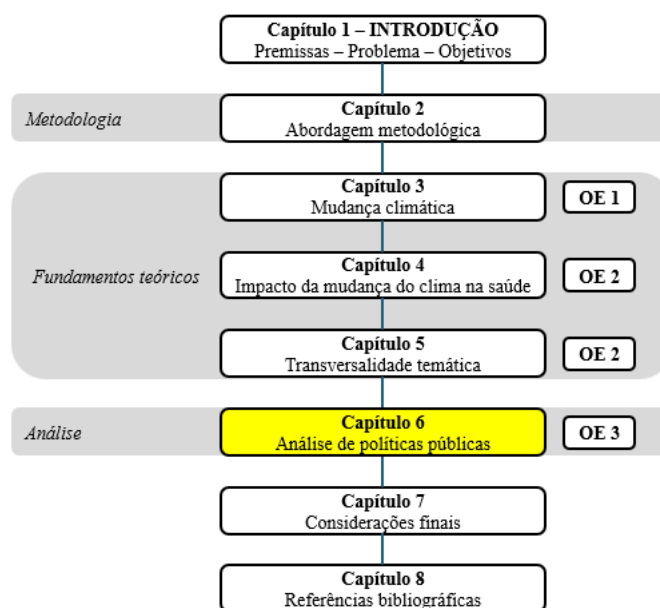 Capítulo 1 – INTRODUÇÃO
Premissas – Problema – Objetivos
Metodologia
Capítulo 2
Abordagem metodológica
Fundamentos teóricos
Capítulo 3
Mudança climática
OE 1
Capítulo 4
Impacto da mudança do clima na saúde
OE 2
Capítulo 5
Transversalidade temática
OE 2
Análise
Capítulo 6
Análise de políticas públicas
OE 3
Capítulo 7
Considerações finais
Capítulo 8
Referências bibliográficas